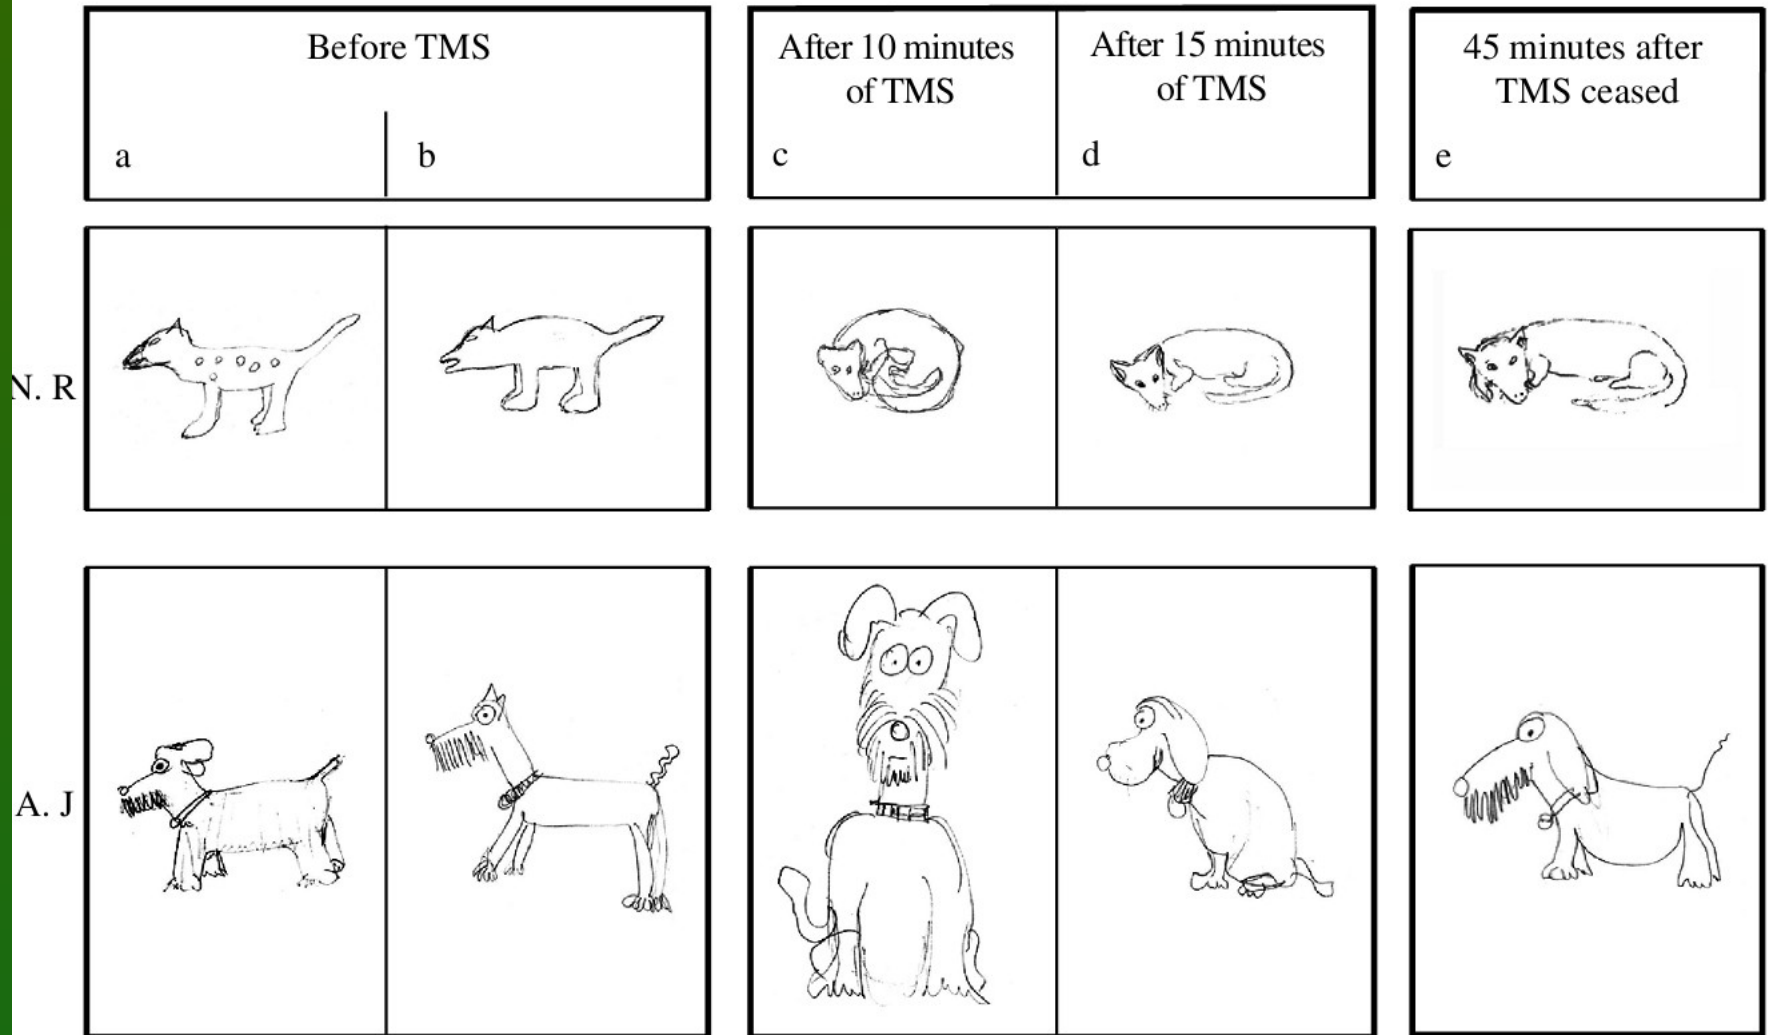 Before TMS
a
b
After 10 minutes
of TMS
c
After 15 minutes
of TMS
d
45 minutes after
TMS ceased
e
N. R
A. J